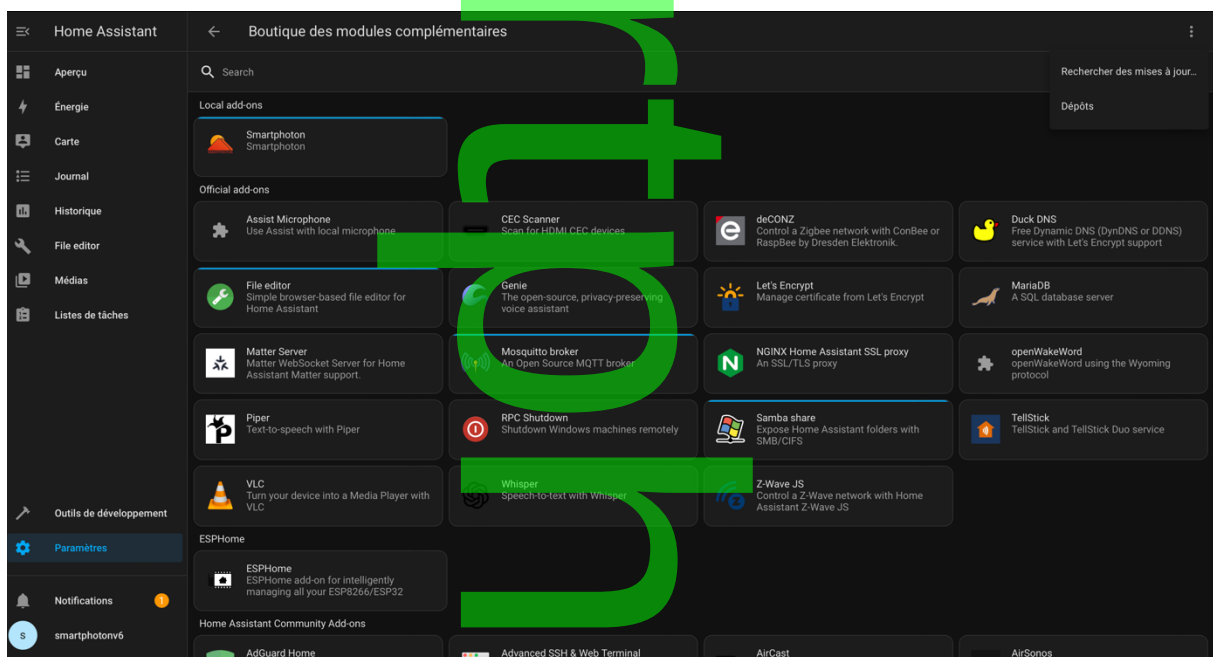 Home Assistant
Boutique des modules complémentaires
Aperçu
Énergie
Carte
Journal
Historique
File editor
Médias
Listes de tâches
Outils de développement
Paramètres
Notifications
1
s
smartphotonv6
Search
Rechercher des mises à jour...
Dépôts
Local add-ons
Smartphoton
Smartphoton
Official add-ons
Assist Microphone
Use Assist with local microphone
CEC Scanner
Scan for HDMI CEC devices
deCONZ
Control a Zigbee network with ConBee or
RaspBee by Dresden Elektronik.
Duck DNS
Free Dynamic DNS (DynDNS or DDNS)
service with Let's Encrypt support
File editor
Simple browser-based file editor for
Home Assistant
Genie
The open-source, privacy-preserving
voice assistant
Let's Encrypt
Manage certificate from Let's Encrypt
MariaDB
A SQL database server
Matter Server
Matter WebSocket Server for Home
Assistant Matter support.
Mosquitto broker
An Open Source MQTT broker
NGINX Home Assistant SSL proxy
An SSL/TLS proxy
openWakeWord
openWakeWord using the Wyoming
protocol
Piper
Text-to-speech with Piper
RPC Shutdown
Shutdown Windows machines remotely
Samba share
Expose Home Assistant folders with
SMB/CIFS
TellStick
TellStick and TellStick Duo service
VLC
Turn your device into a Media Player with
VLC
Whisper
Speech-to-text with Whisper
Z-Wave JS
Control a Z-Wave network with Home
Assistant Z-Wave JS
ESPHome
ESPHome
ESPHome add-on for intelligently
managing all your ESP8266/ESP32
Home Assistant Community Add-ons
AdGuard Home
Advanced SSH & Web Terminal
AirCast
AirSonos